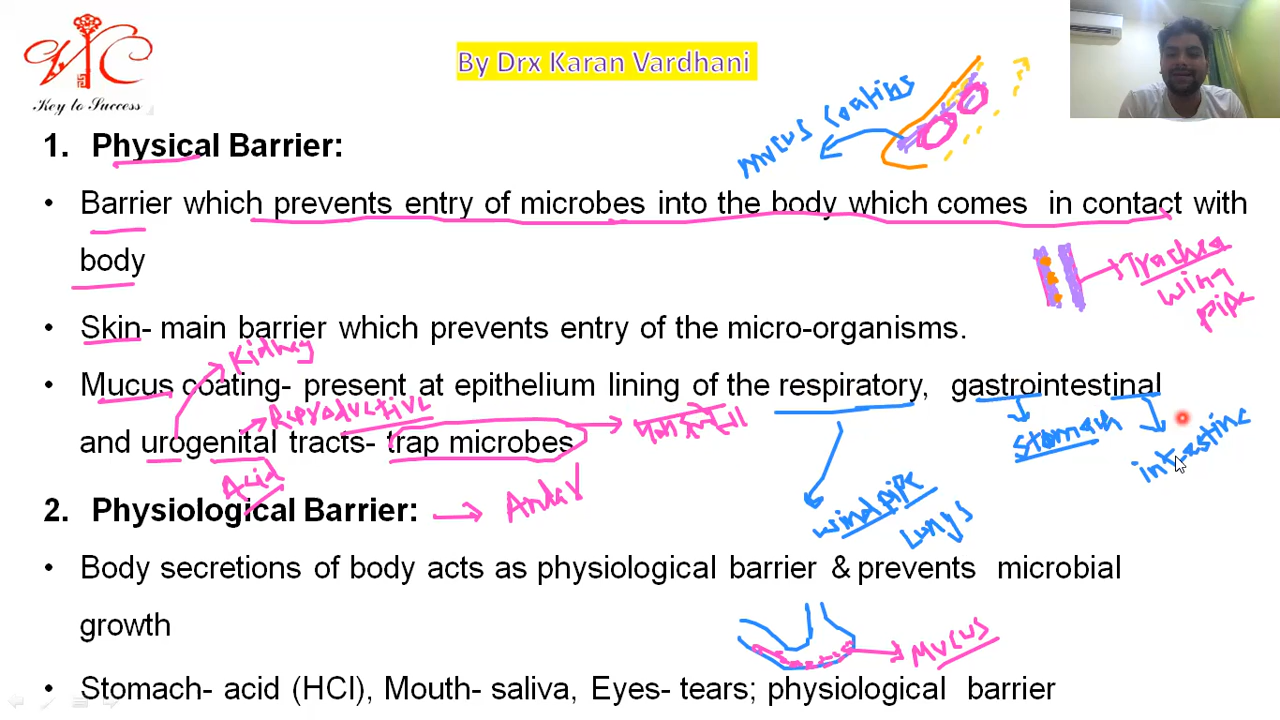 By Drx Karan Vardhani
Key to Success
Mucus coating
1. Physical Barrier:
• Barrier which prevents entry of microbes into the body which comes in contact with
body
Trachea
wind
pipe
• Skin- main barrier which prevents entry of the micro-organisms.
Kidney
• Mucus coating- present at epithelium lining of the respiratory, gastrointestinal
Reproductive
and urogenital tracts- trap microbes
Stomach
intestine
Acid
2. Physiological Barrier:
Andar
windpipe
Lungs
• Body secretions of body acts as physiological barrier & prevents microbial
growth
Mucus
• Stomach- acid (HCl), Mouth- saliva, Eyes- tears; physiological barrier